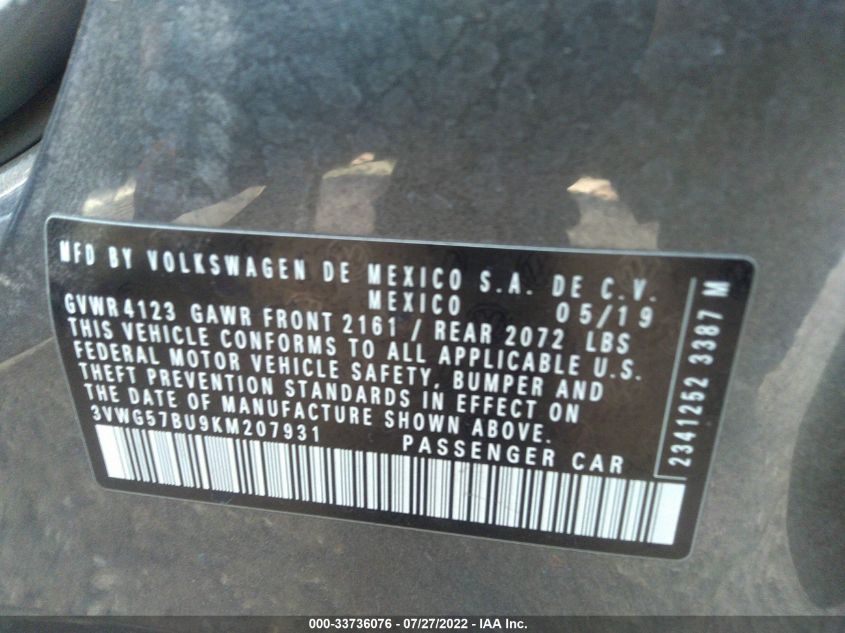 MFD BY VOLKSWAGEN DE MEXICO S.A. DE C.V.
MEXICO 05/19
GVWR 4123 GAWR FRONT 2161 / REAR 2072 LBS
THIS VEHICLE CONFORMS TO ALL APPLICABLE U.S.
FEDERAL MOTOR VEHICLE SAFETY, BUMPER AND
THEFT PREVENTION STANDARDS IN EFFECT ON
THE DATE OF MANUFACTURE SHOWN ABOVE.
3VWG57BU9KM207931 PASSENGER CAR
2341252 3387 M
000-33736076 - 07/27/2022 - IAA Inc.